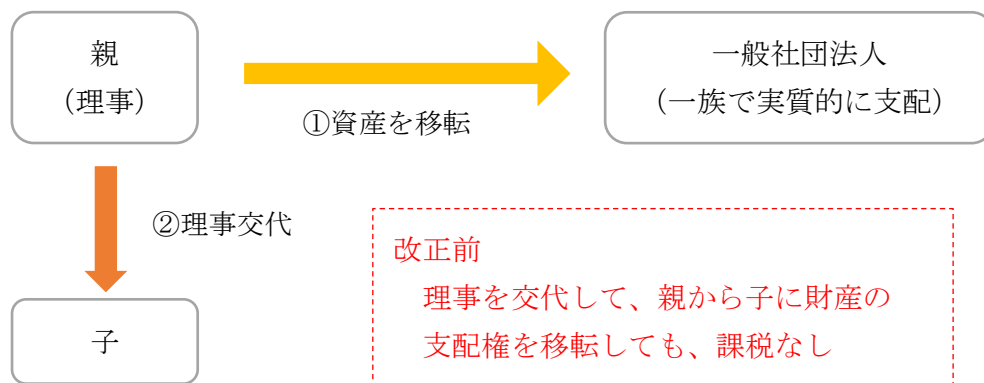 親
(理事)
一般社団法人
(一族で実質的に支配)
①資産を移転
②理事交代
子
改正前
理事を交代して、親から子に財産の
支配権を移転しても、課税なし